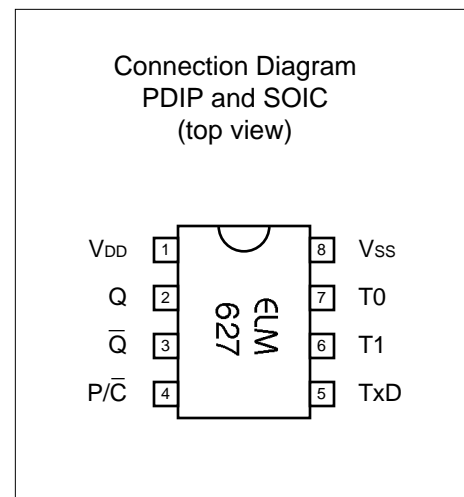 Connection Diagram
PDIP and SOIC
(top view)
VDD 1 8 VSS
Q 2 7 T0
Q̅ 3 6 T1
P/C̅ 4 5 TxD
ELM
627